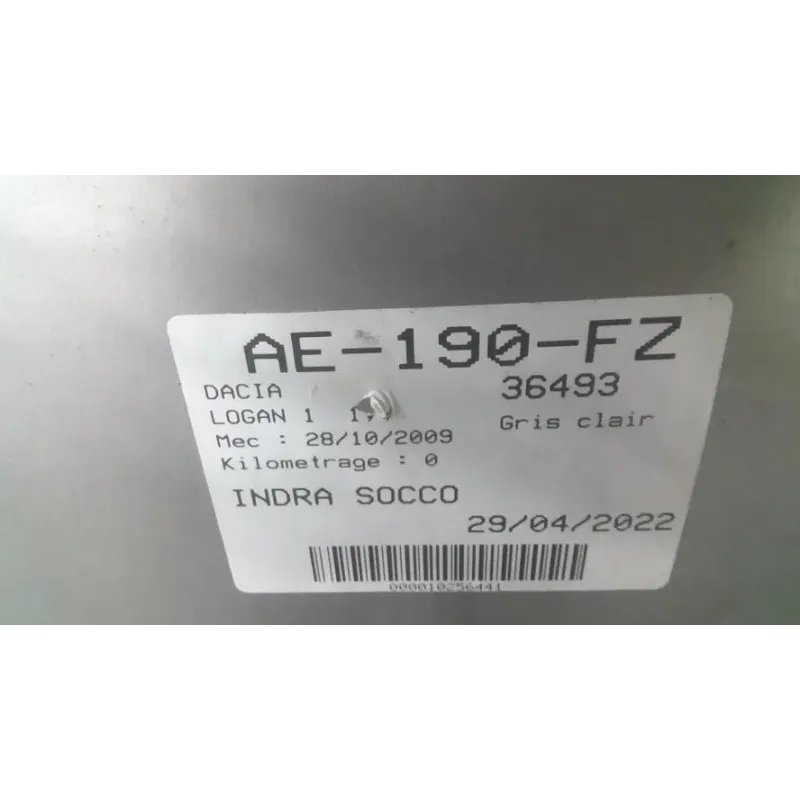 AE-190-FZ
DACIA 36493
LOGAN 1 Gris clair
Mec : 28/10/2009
Kilometrage : 0
INDRA SOCCO
29/04/2022
000010256441